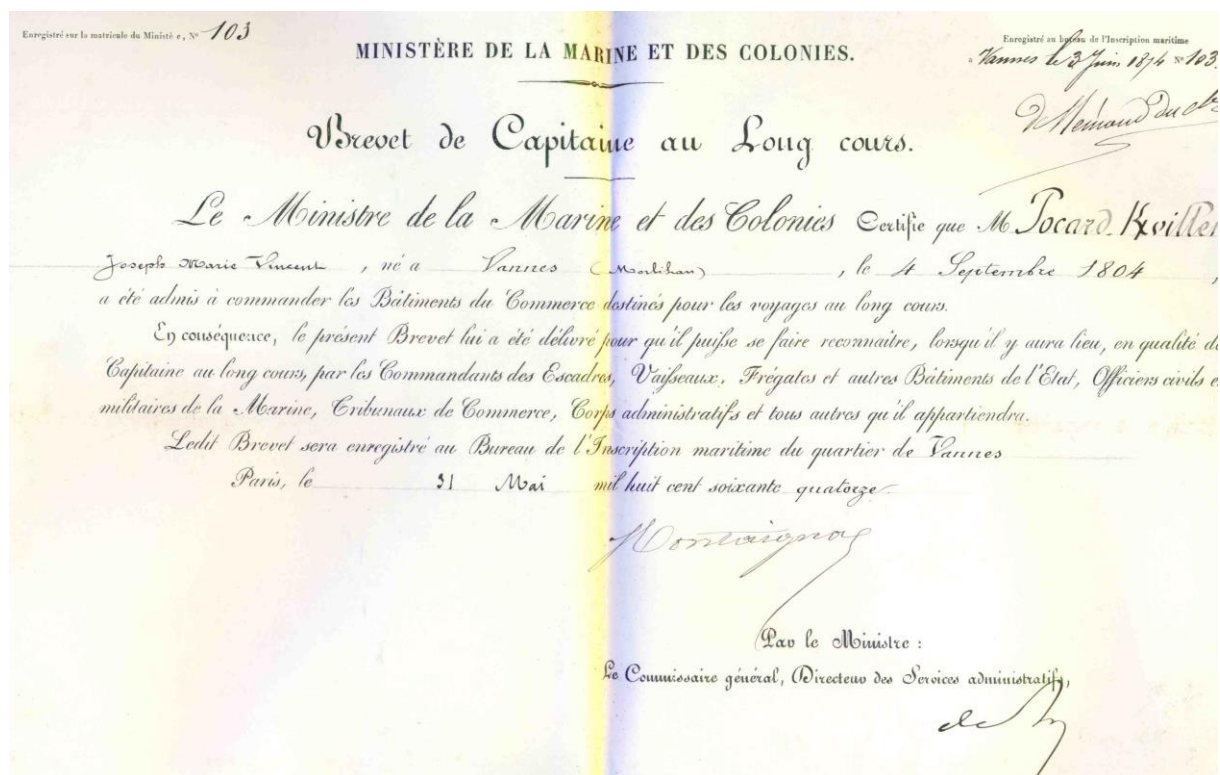 Enregistré sur la matricule du Ministè e, Nº 103
MINISTÈRE DE LA MARINE ET DES COLONIES.
Enregistré au bureau de l'Inscription maritime
a Vannes le 3 Juin 1874 Nº 103
Brevet de Capitaine au Long cours.
Le Ministre de la Marine et des Colonies Certifie que M. Pocard
Joseph Marie Vincent, né a Vannes (Morbihan), le 4 Septembre 1804,
a été admis à commander les Bâtiments du Commerce destinés pour les voyages au long cours.
En conséquence, le présent Brevet lui a été délivré pour qu'il puisse se faire reconnaître, lorsqu'il y aura lieu, en qualité d
Capitaine au long cours, par les Commandants des Escadres, Vaisseaux, Frégates et autres Bâtiments de l'Etat, Officiers civils e
militaires de la Marine, Tribunaux de Commerce, Corps administratifs et tous autres qu'il appartiendra.
Ledit Brevet sera enregistré au Bureau de l'Inscription maritime du quartier de Vannes
Paris, le 31 Mai mil huit cent soixante quatorze
Montaignac
Par le Ministre :
Le Commissaire général, Directeur des Services administratifs,